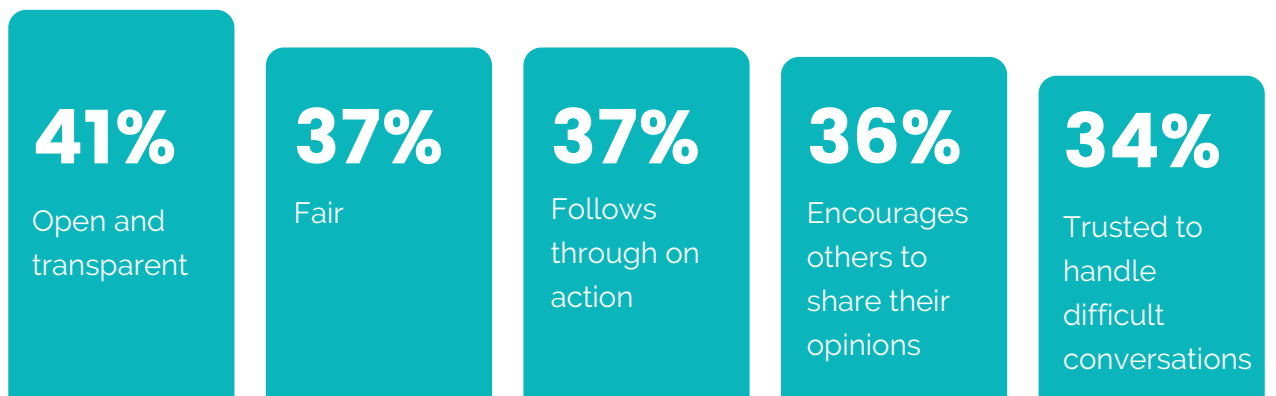 41%
Open and
transparent
37%
Fair
37%
Follows
through on
action
36%
Encourages
others to
share their
opinions
34%
Trusted to
handle
difficult
conversations